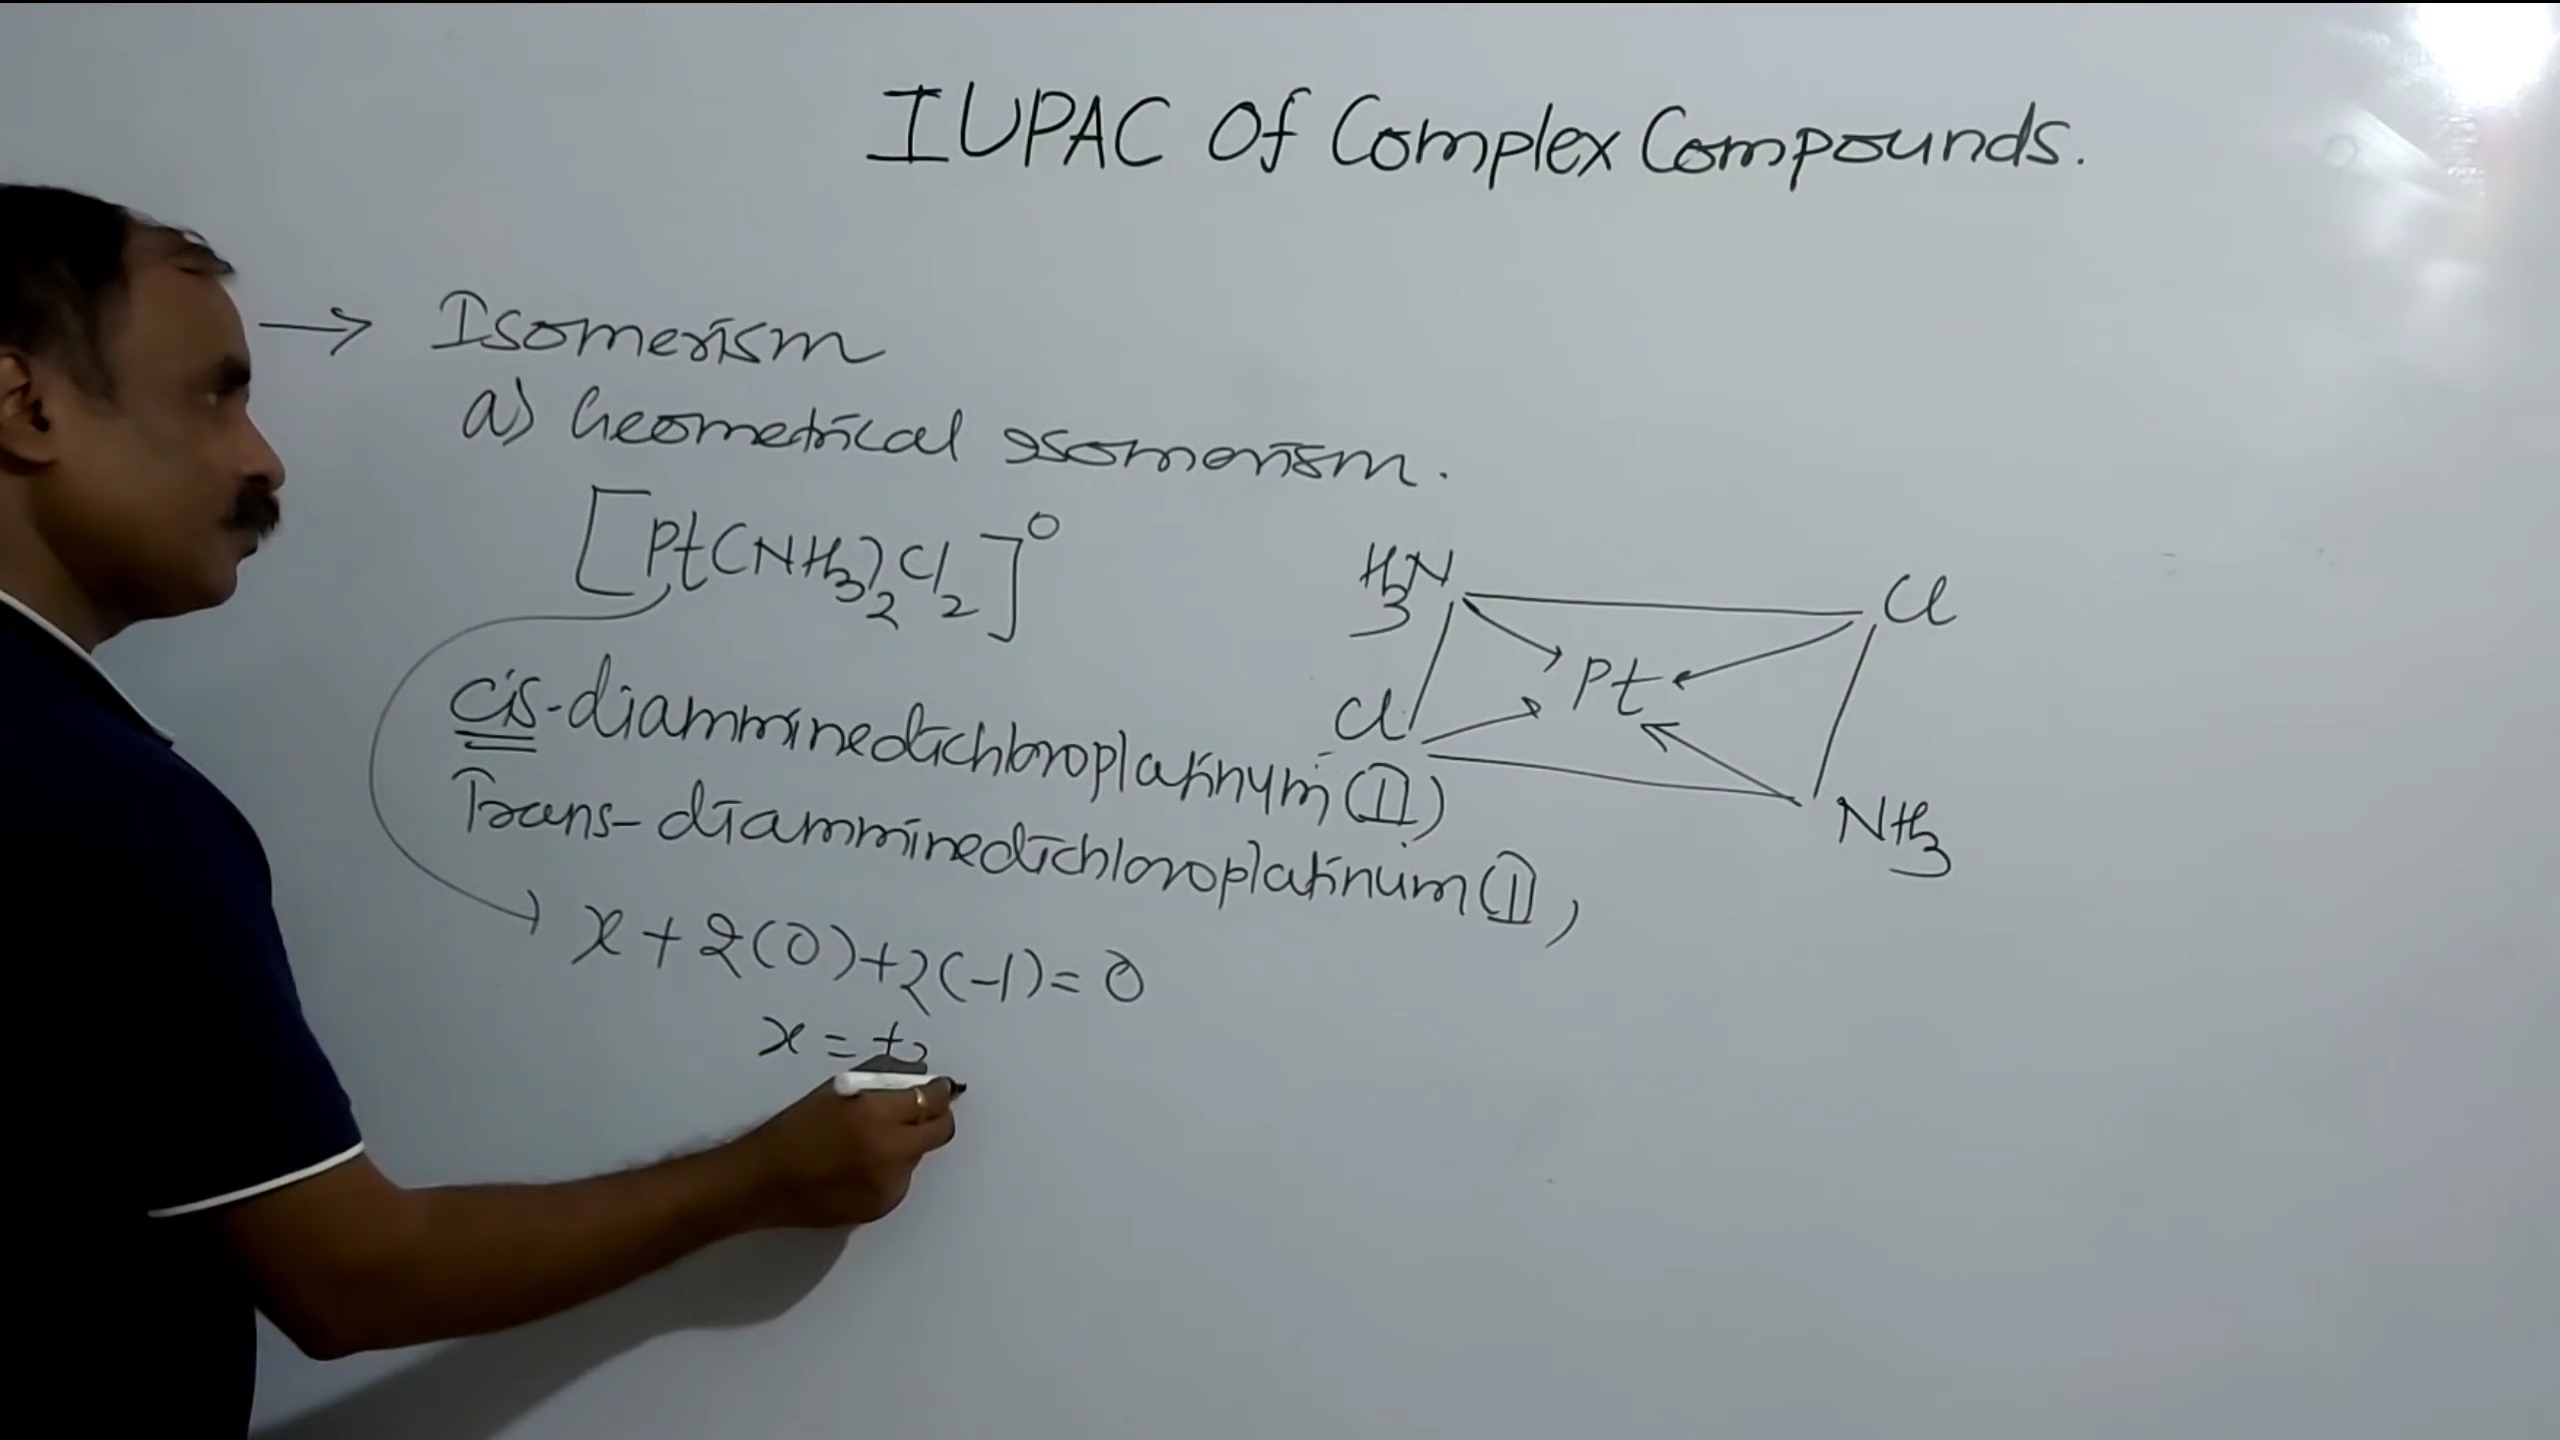 IUPAC Of Complex Compounds.
→ Isomerism
a) Geometrical isomerism.
[Pt(NH3)2Cl2]⁰
cis-diamminedichloroplatinum (II)
Trans-diamminedichloroplatinum (II)
x + 2(0) + 2(-1) = 0
x = +2
H3N
Cl
Pt
Cl
NH3